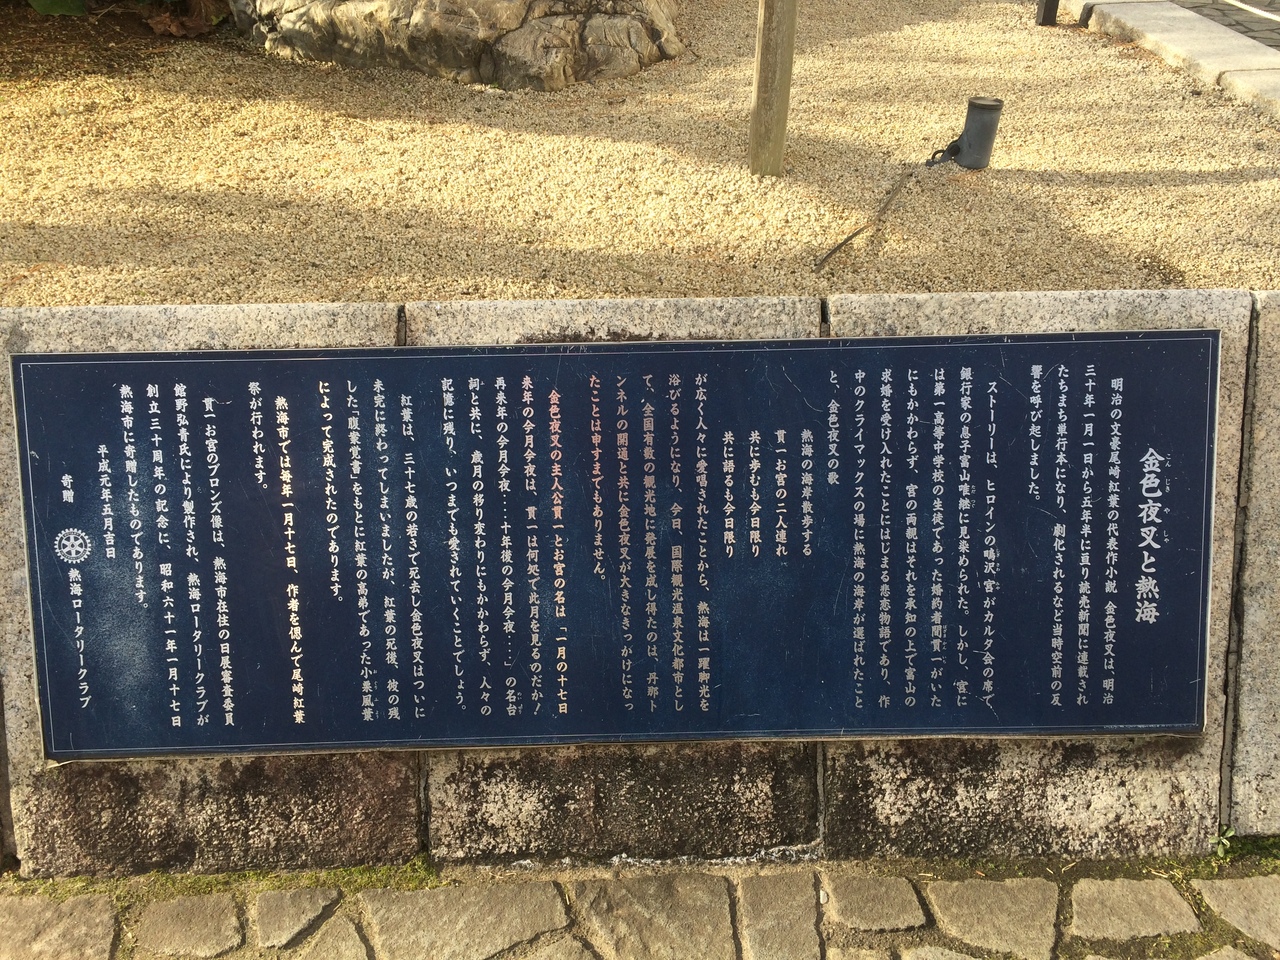 金色夜叉と熱海
明治の文豪尾崎紅葉の代表作小説 金色夜叉は、明治
三十年一月一日から五年半に亘り読売新聞に連載され
たちまち単行本になり、劇化されるなど当時空前の反
響を呼び起しました。
ストーリーは、ヒロインの鴫沢 宮がカルタ会の席で
銀行家の息子富山唯継に見染められた。しかし、宮に
は第一高等中学校の生徒であった婚約者間貫一がいた
にもかかわらず、宮の両親はそれを承知の上で富山の
求婚を受け入れたことにはじまる悲恋物語であり、作
中のクライマックスの場に熱海の海岸が選ばれたこと
と、金色夜叉の歌
熱海の海岸散歩する
貫一お宮の二人連れ
共に歩むも今日限り
共に語るも今日限り
が広く人々に愛唱されたことから、熱海は一躍脚光を
浴びるようになり、今日、国際観光温泉文化都市とし
て、全国有数の観光地に発展を成し得たのは、丹那ト
ンネルの開通と共に金色夜叉が大きなきっかけになっ
たことは申すまでもありません。
金色夜叉の主人公貫一とお宮の名は「一月の十七日
来年の今月今夜は、貫一は何処で此月を見るのだか！
再来年の今月今夜‥‥十年後の今月今夜‥‥」の名台
詞と共に、歳月の移り変わりにもかかわらず、人々の
記憶に残り、いつまでも愛されていくことでしょう。
紅葉は、三十七歳の若さで死去し金色夜叉はついに
未完に終わってしまいましたが、紅葉の死後、彼の残
した「腹案覚書」をもとに紅葉の高弟であった小栗風葉
によって完成されたのであります。
熱海市では毎年一月十七日、作者を偲んで尾崎紅葉
祭が行われます。
貫一お宮のブロンズ像は、熱海市在住の日展審査委員
館野弘青氏により製作され、熱海ロータリークラブが
創立三十周年の記念に、昭和六十一年一月十七日
熱海市に寄贈したものであります。
平成元年五月吉日
寄贈 熱海ロータリークラブ